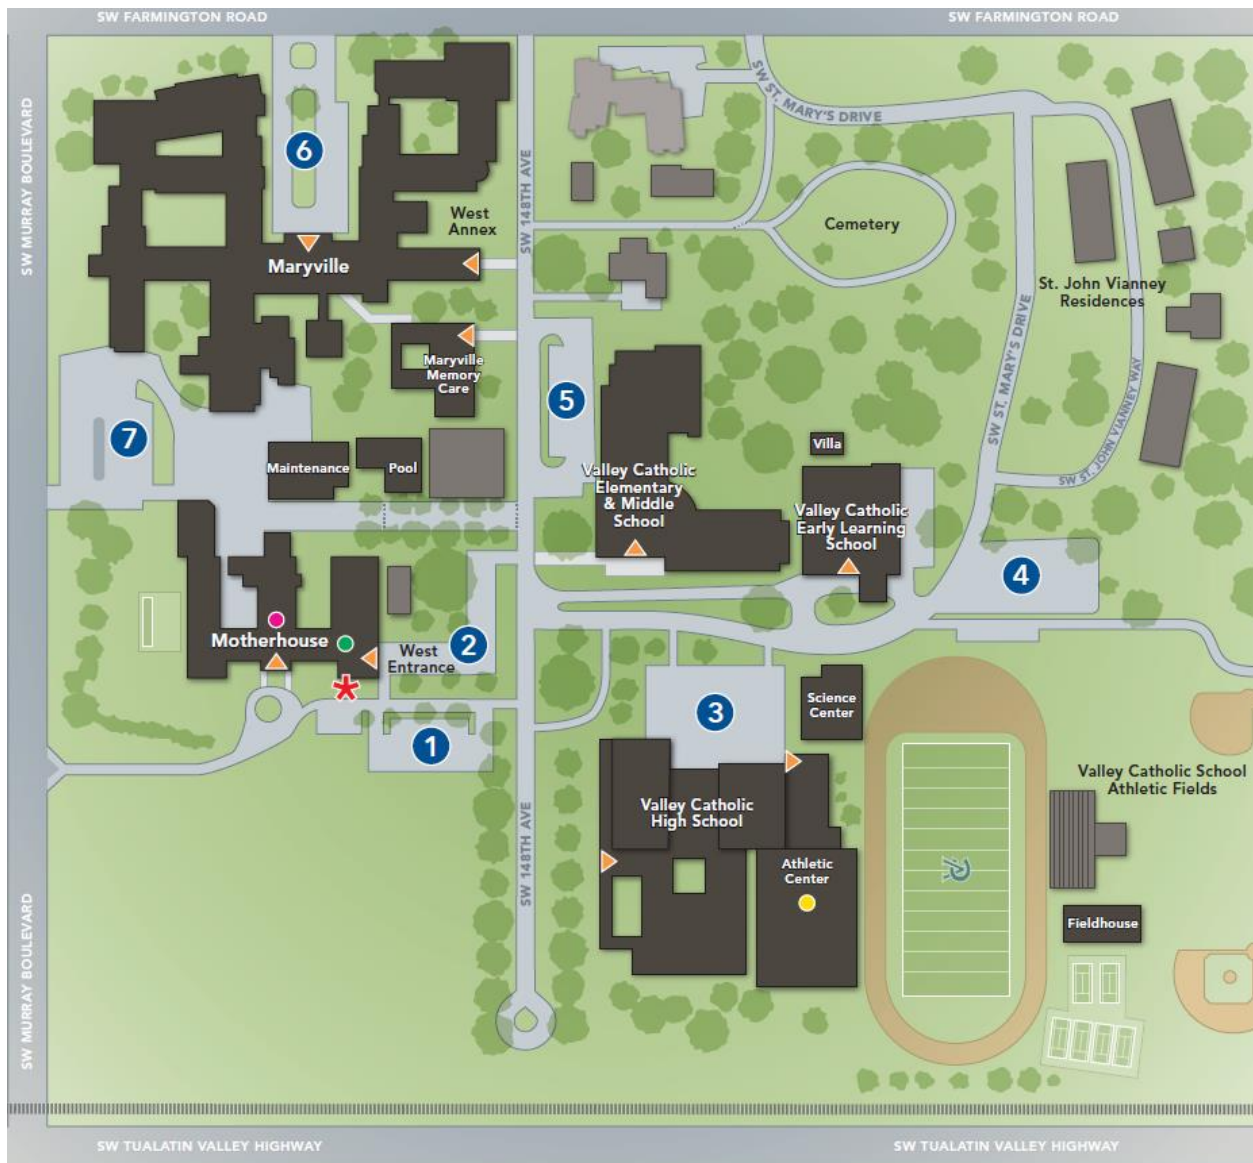 SW FARMINGTON ROAD
SW FARMINGTON ROAD
SW MURRAY BOULEVARD
SW 148TH AVE
SW ST. MARY'S DRIVE
6
West
Annex
Maryville
Cemetery
St. John Vianney
Residences
SW ST. MARY'S DRIVE
SW ST. JOHN VIANNEY WAY
Maryville
Memory
Care
5
7
Maintenance
Pool
Villa
Valley Catholic
Elementary
& Middle
School
Valley Catholic
Early Learning
School
4
Motherhouse
West
Entrance
2
*
1
3
Science
Center
Valley Catholic School
Athletic Fields
Valley Catholic
High School
Athletic
Center
SW 148TH AVE
Fieldhouse
SW MURRAY BOULEVARD
SW TUALATIN VALLEY HIGHWAY
SW TUALATIN VALLEY HIGHWAY